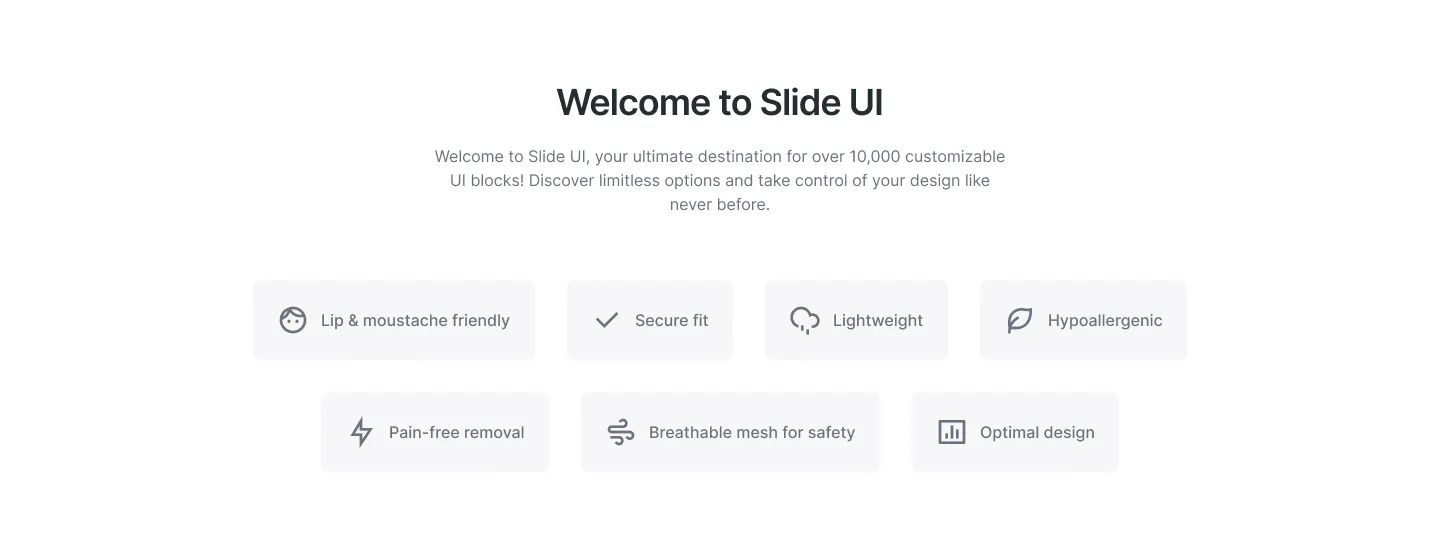 Welcome to Slide UI
Welcome to Slide UI, your ultimate destination for over 10,000 customizable
UI blocks! Discover limitless options and take control of your design like
never before.
Lip & moustache friendly
Secure fit
Lightweight
Hypoallergenic
Pain-free removal
Breathable mesh for safety
Optimal design